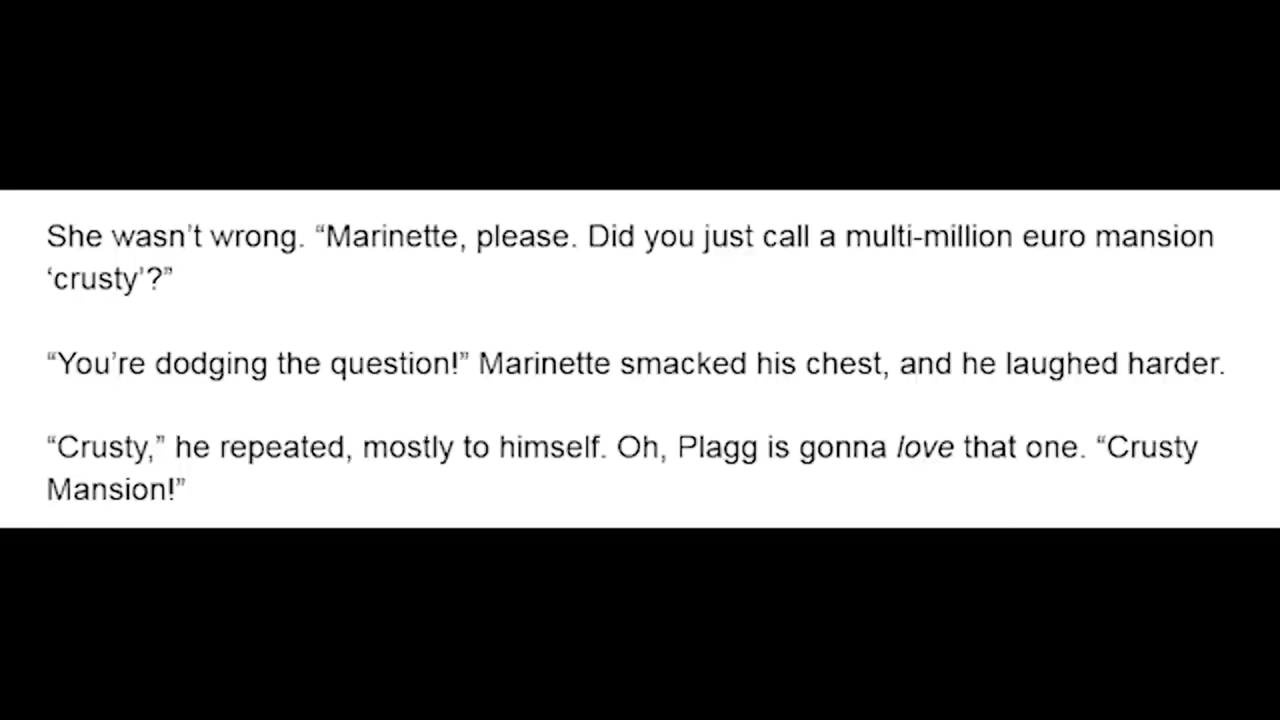 She wasn’t wrong. “Marinette, please. Did you just call a multi-million euro mansion
‘crusty’?”
“You’re dodging the question!” Marinette smacked his chest, and he laughed harder.
“Crusty,” he repeated, mostly to himself. Oh, Plagg is gonna love that one. “Crusty
Mansion!”